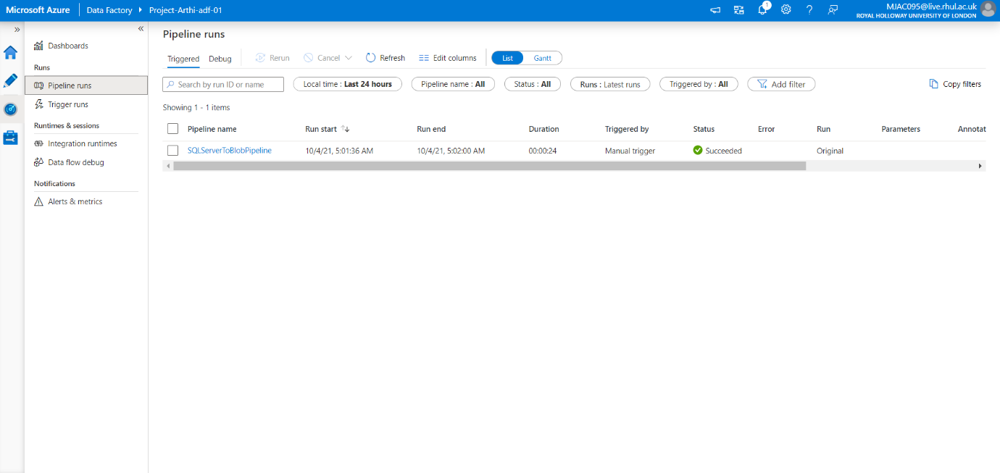 Microsoft Azure Data Factory Project-Arthi-adf-01 1 MJAC095@live.rhul.ac.uk
ROYAL HOLLOWAY UNIVERSITY OF LONDON
Dashboards
Runs
Pipeline runs
Trigger runs
Runtimes & sessions
Integration runtimes
Data flow debug
Notifications
Alerts & metrics
Pipeline runs
Triggered Debug Rerun Cancel Refresh Edit columns List Gantt
Search by run ID or name Local time : Last 24 hours Pipeline name : All Status : All Runs : Latest runs Triggered by : All Add filter Copy filters
Showing 1 - 1 items
Pipeline name Run start Run end Duration Triggered by Status Error Run Parameters Annotat
SQLServerToBlobPipeline 10/4/21, 5:01:36 AM 10/4/21, 5:02:00 AM 00:00:24 Manual trigger Succeeded Original